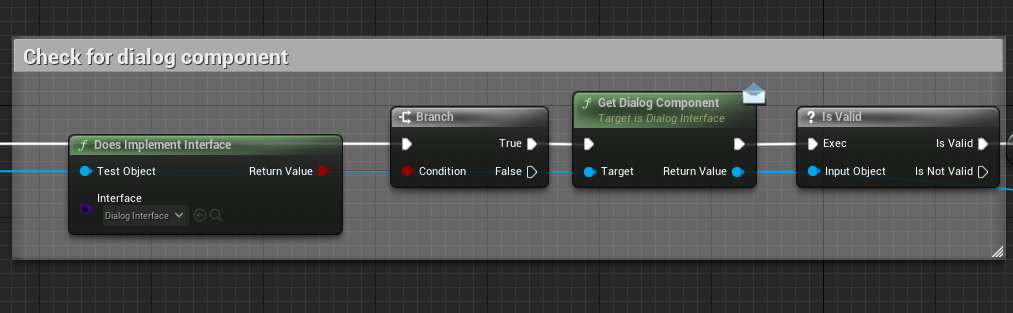 Check for dialog component
Does Implement Interface
Test Object
Return Value
Interface
Dialog Interface
Branch
True
Condition
False
Get Dialog Component
Target is Dialog Interface
Target
Return Value
? Is Valid
Exec
Is Valid
Input Object
Is Not Valid